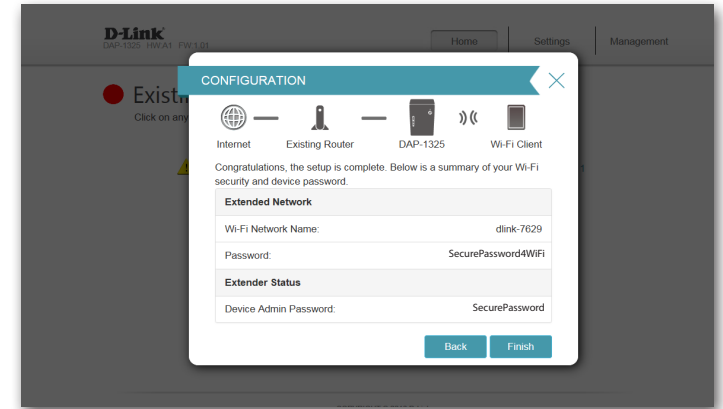 D-Link
DAP-1325 HW:A1 FW:1.01
Home Settings Management
CONFIGURATION
Click on any
Internet Existing Router DAP-1325 Wi-Fi Client
Congratulations, the setup is complete. Below is a summary of your Wi-Fi
security and device password.
Extended Network
Wi-Fi Network Name: dlink-7629
Password: SecurePassword4WiFi
Extender Status
Device Admin Password: SecurePassword
Back Finish